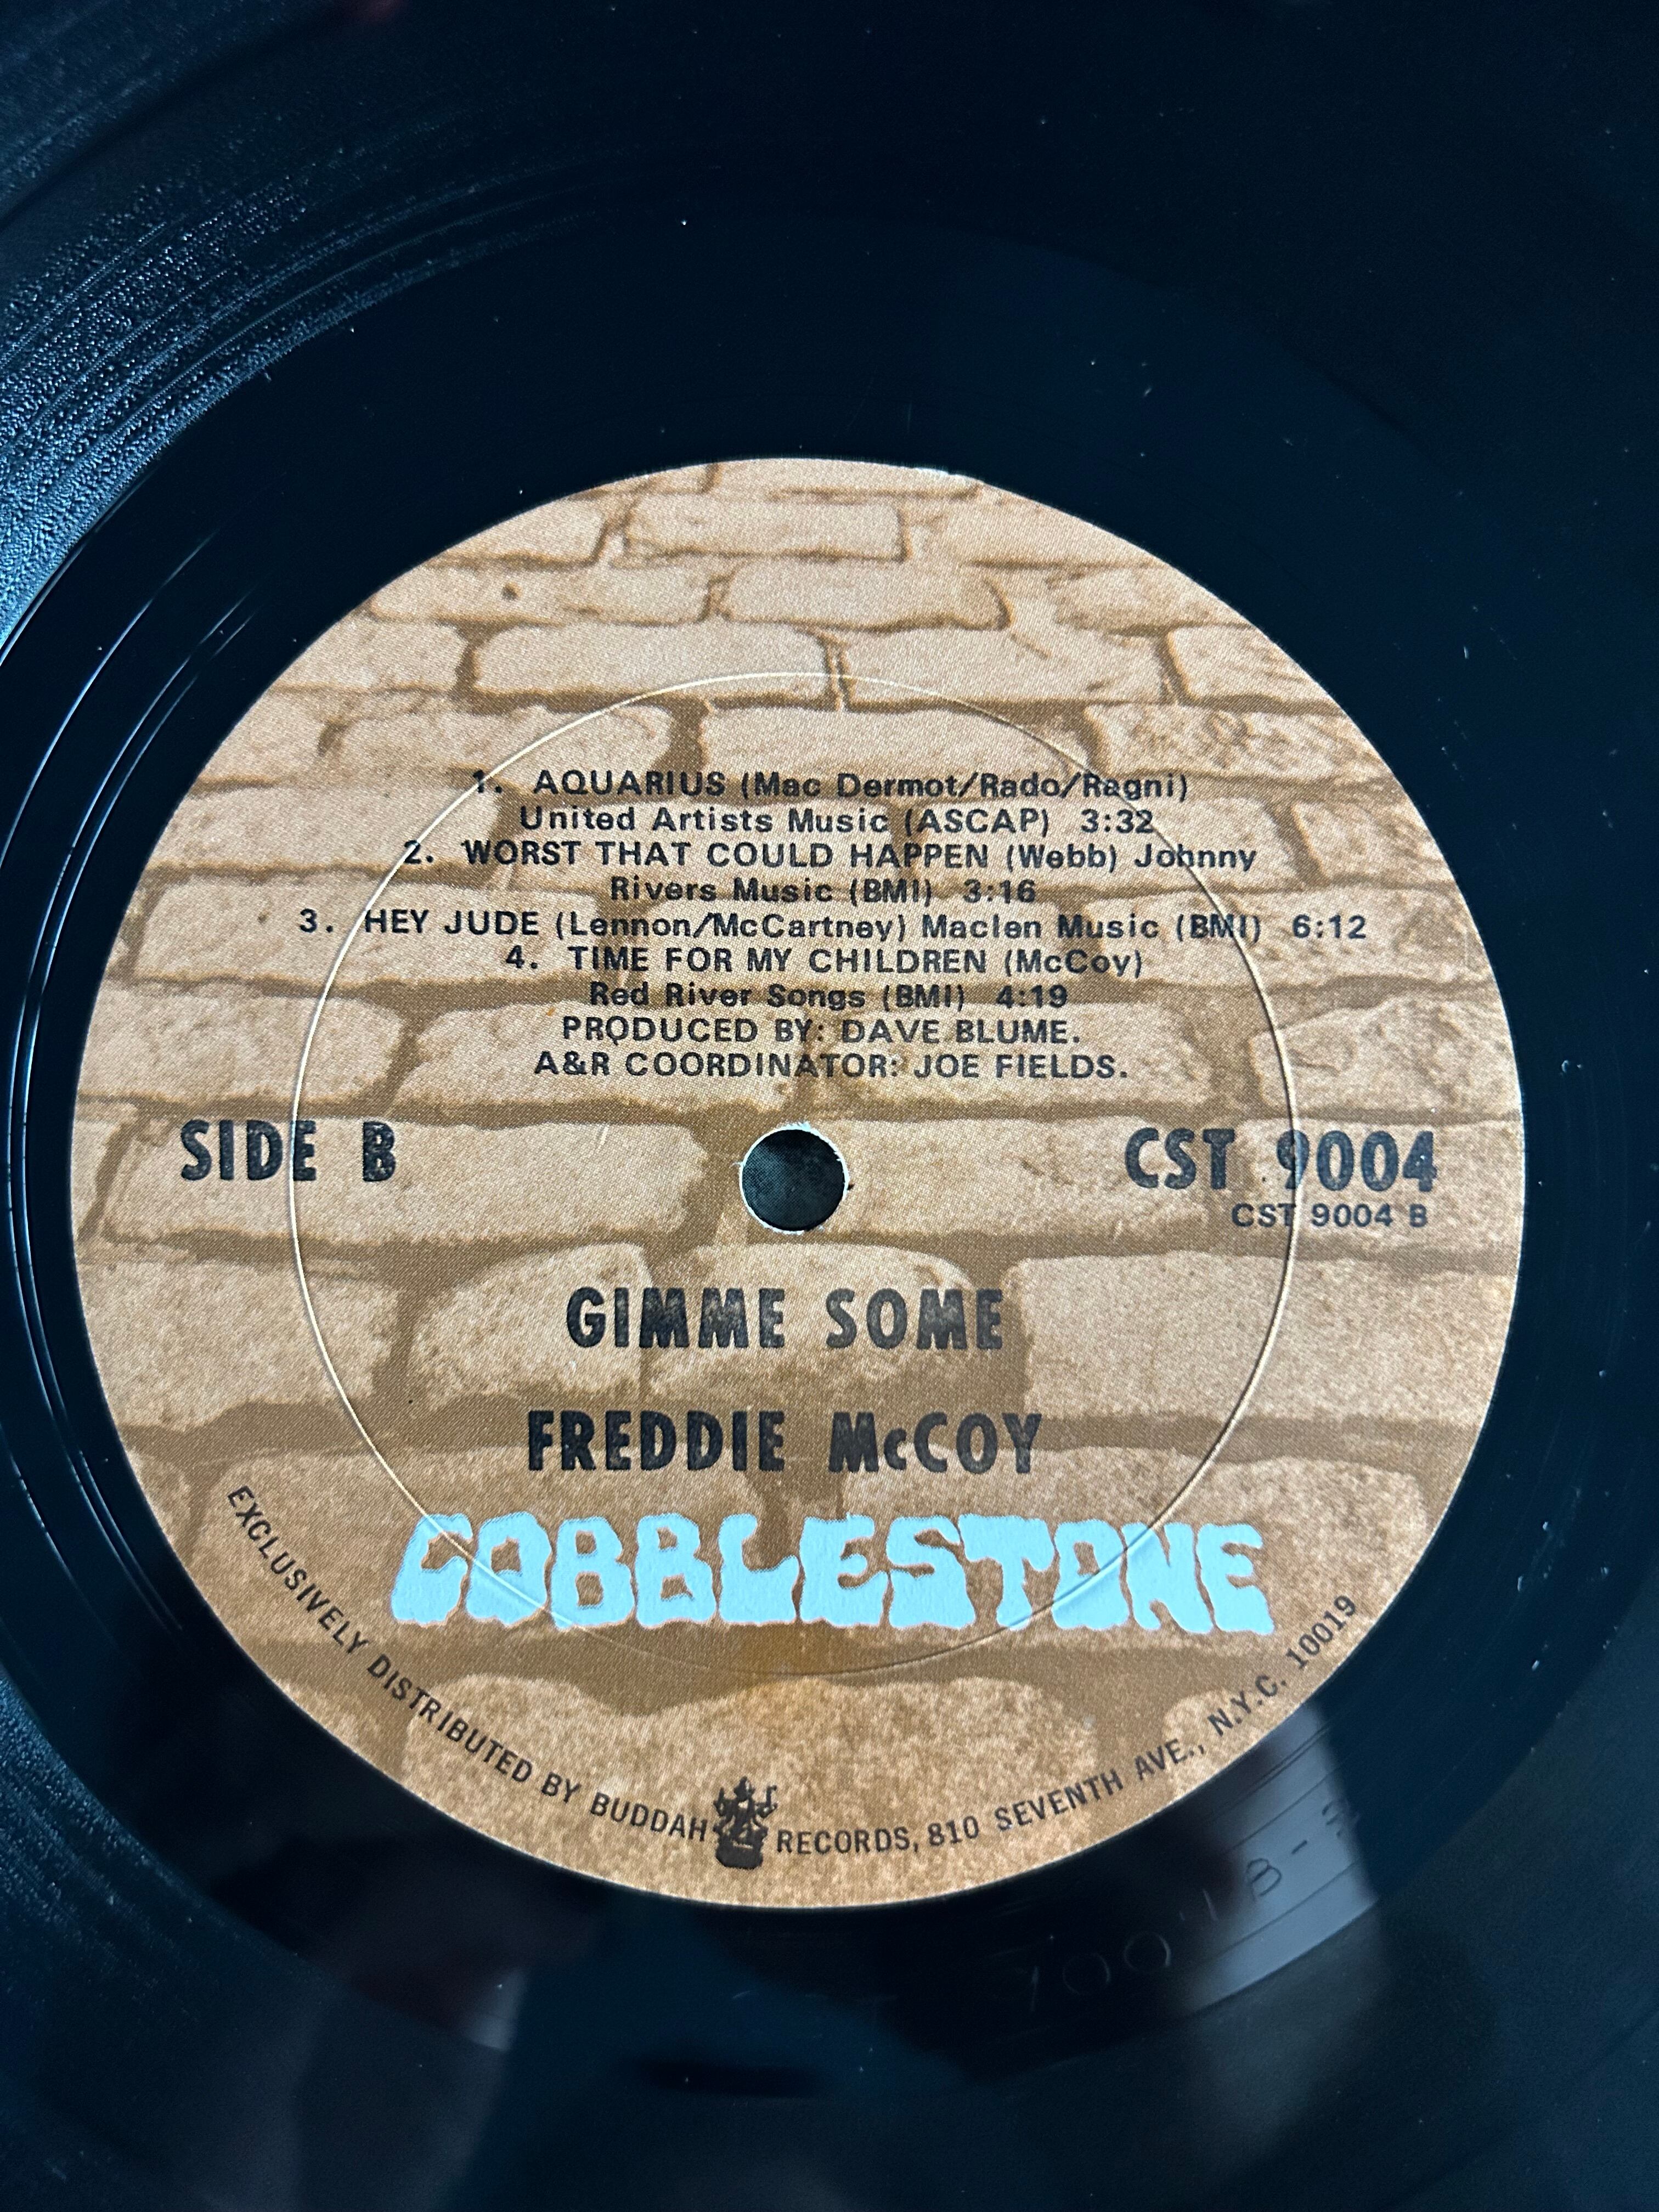 1. AQUARIUS (Mac Dermot/Rado/Ragni)
United Artists Music (ASCAP) 3:32
2. WORST THAT COULD HAPPEN (Webb) Johnny
Rivers Music (BMI) 3:16
3. HEY JUDE (Lennon/McCartney) Maclen Music (BMI) 6:12
4. TIME FOR MY CHILDREN (McCoy)
Red River Songs (BMI) 4:19
PRODUCED BY: DAVE BLUME.
A&R COORDINATOR: JOE FIELDS.
SIDE B
CST 9004
CST 9004 B
GIMME SOME
FREDDIE McCOY
COBBLESTONE
EXCLUSIVELY DISTRIBUTED BY BUDDAH RECORDS, 810 SEVENTH AVE., N.Y.C. 10019